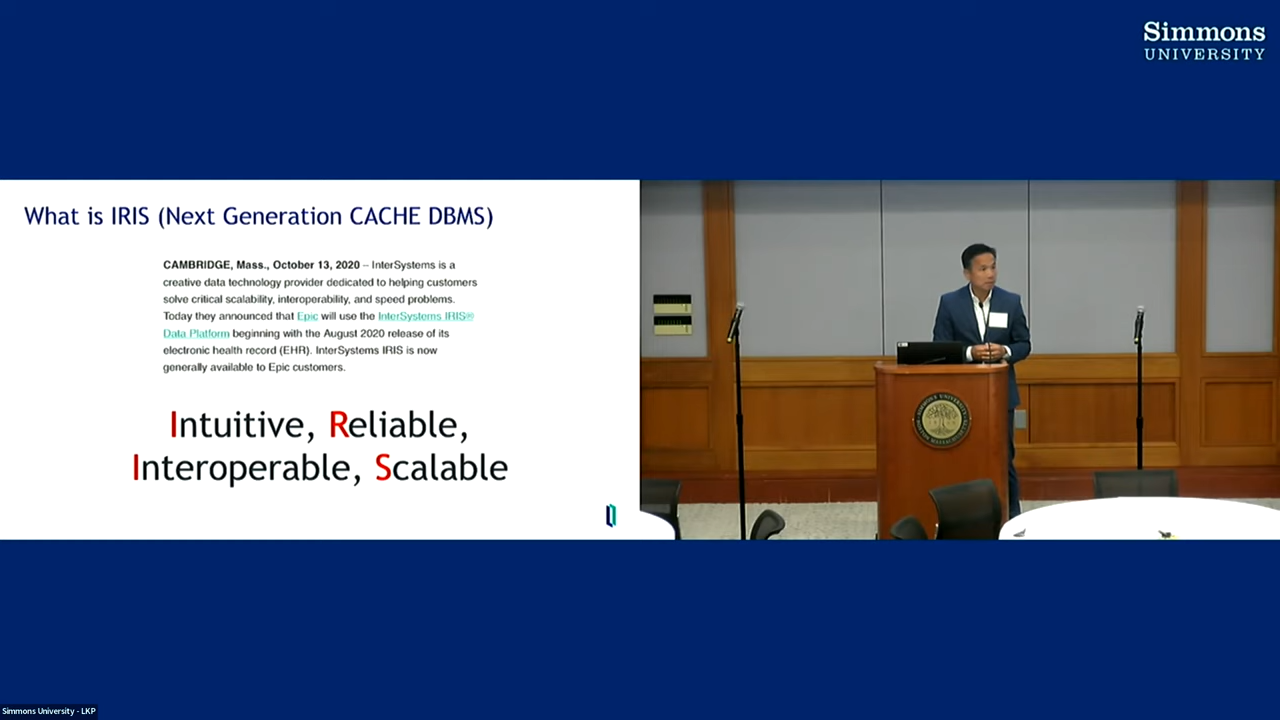 Simmons
UNIVERSITY
What is IRIS (Next Generation CACHE DBMS)
CAMBRIDGE, Mass., October 13, 2020 – InterSystems is a
creative data technology provider dedicated to helping customers
solve critical scalability, interoperability, and speed problems.
Today they announced that Epic will use the InterSystems IRIS®
Data Platform beginning with the August 2020 release of its
electronic health record (EHR). InterSystems IRIS is now
generally available to Epic customers.
Intuitive, Reliable,
Interoperable, Scalable
Simmons University - LKP